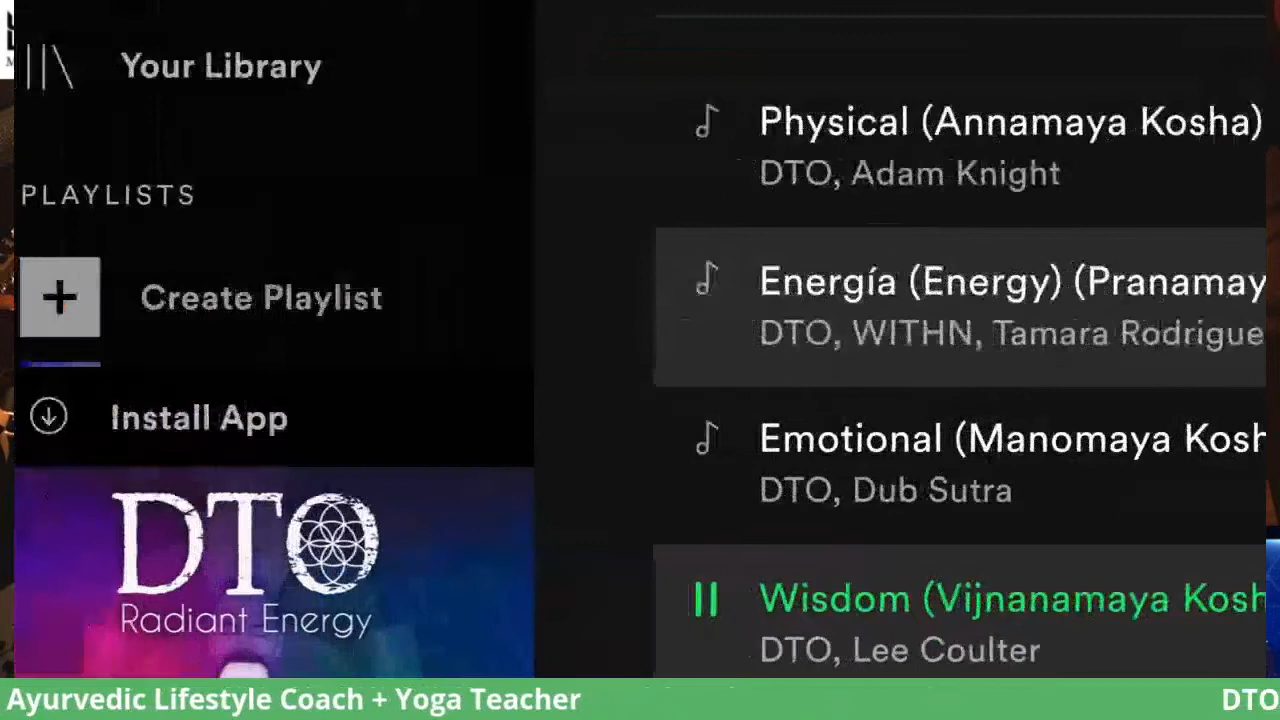 Your Library
PLAYLISTS
Create Playlist
Install App
DTO
Radiant Energy
Physical (Annamaya Kosha)
DTO, Adam Knight
Energía (Energy) (Pranamay
DTO, WITHN, Tamara Rodrigue
Emotional (Manomaya Kosh
DTO, Dub Sutra
Wisdom (Vijnanamaya Kosh
DTO, Lee Coulter
Ayurvedic Lifestyle Coach + Yoga Teacher
DTO